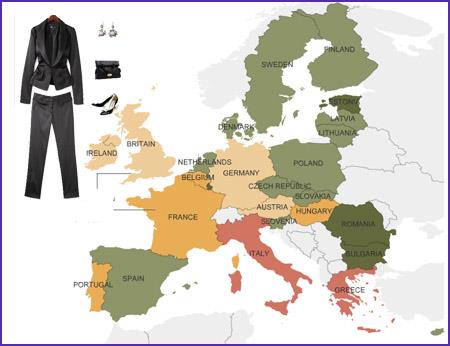 FINLAND
SWEDEN
ESTONIA
LATVIA
LITHUANIA
DENMARK
IRELAND
BRITAIN
NETHERLANDS
BELGIUM
GERMANY
POLAND
CZECH REPUBLIC
SLOVAKIA
AUSTRIA
HUNGARY
FRANCE
SLOVENIA
ROMANIA
ITALY
BULGARIA
PORTUGAL
SPAIN
GREECE